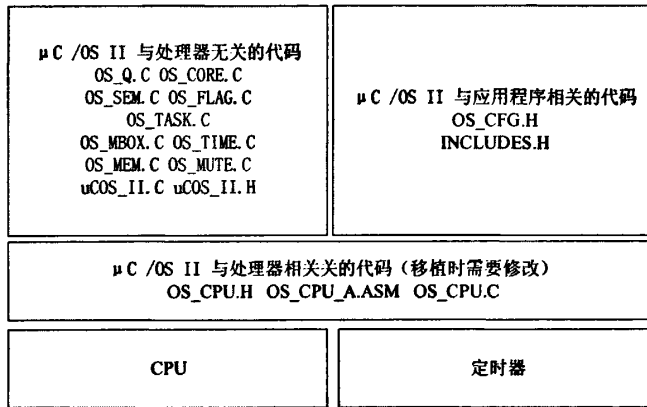 μC /OS II 与处理器无关的代码
OS_Q.C OS_CORE.C
OS_SEM.C OS_FLAG.C
OS_TASK.C
OS_MBOX.C OS_TIME.C
OS_MEM.C OS_MUTE.C
uCOS_II.C uCOS_II.H
μC /OS II 与应用程序相关的代码
OS_CFG.H
INCLUDES.H
μC /OS II 与处理器相关关的代码（移植时需要修改）
OS_CPU.H OS_CPU_A.ASM OS_CPU.C
CPU
定时器